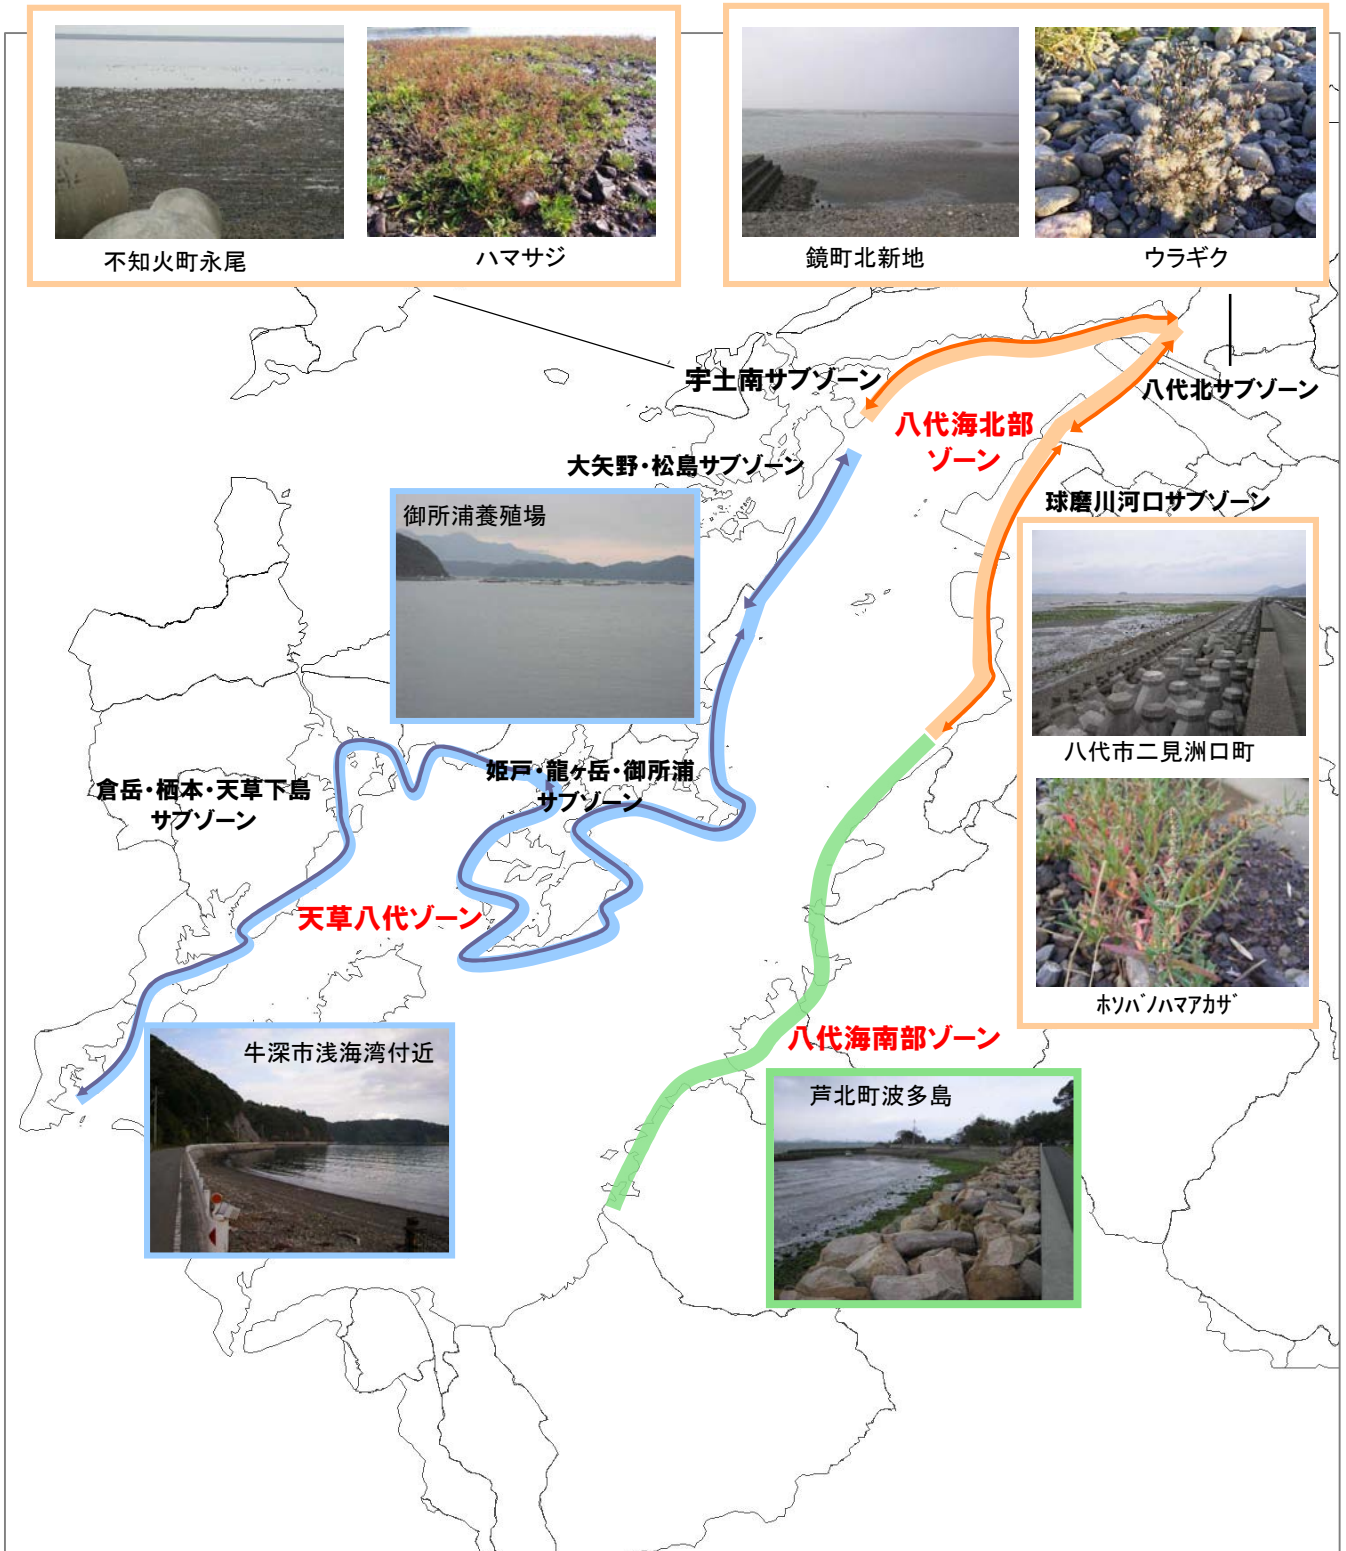 不知火町永尾
ハマサジ
鏡町北新地
ウラギク
宇土南サブゾーン
八代北サブゾーン
八代海北部
ゾーン
大矢野・松島サブゾーン
球磨川河口サブゾーン
御所浦養殖場
八代市二見洲口町
姫戸・龍ヶ岳・御所浦
サブゾーン
倉岳・栖本・天草下島
サブゾーン
天草八代ゾーン
ホソバノハマアカザ
八代海南部ゾーン
牛深市浅海湾付近
芦北町波多島